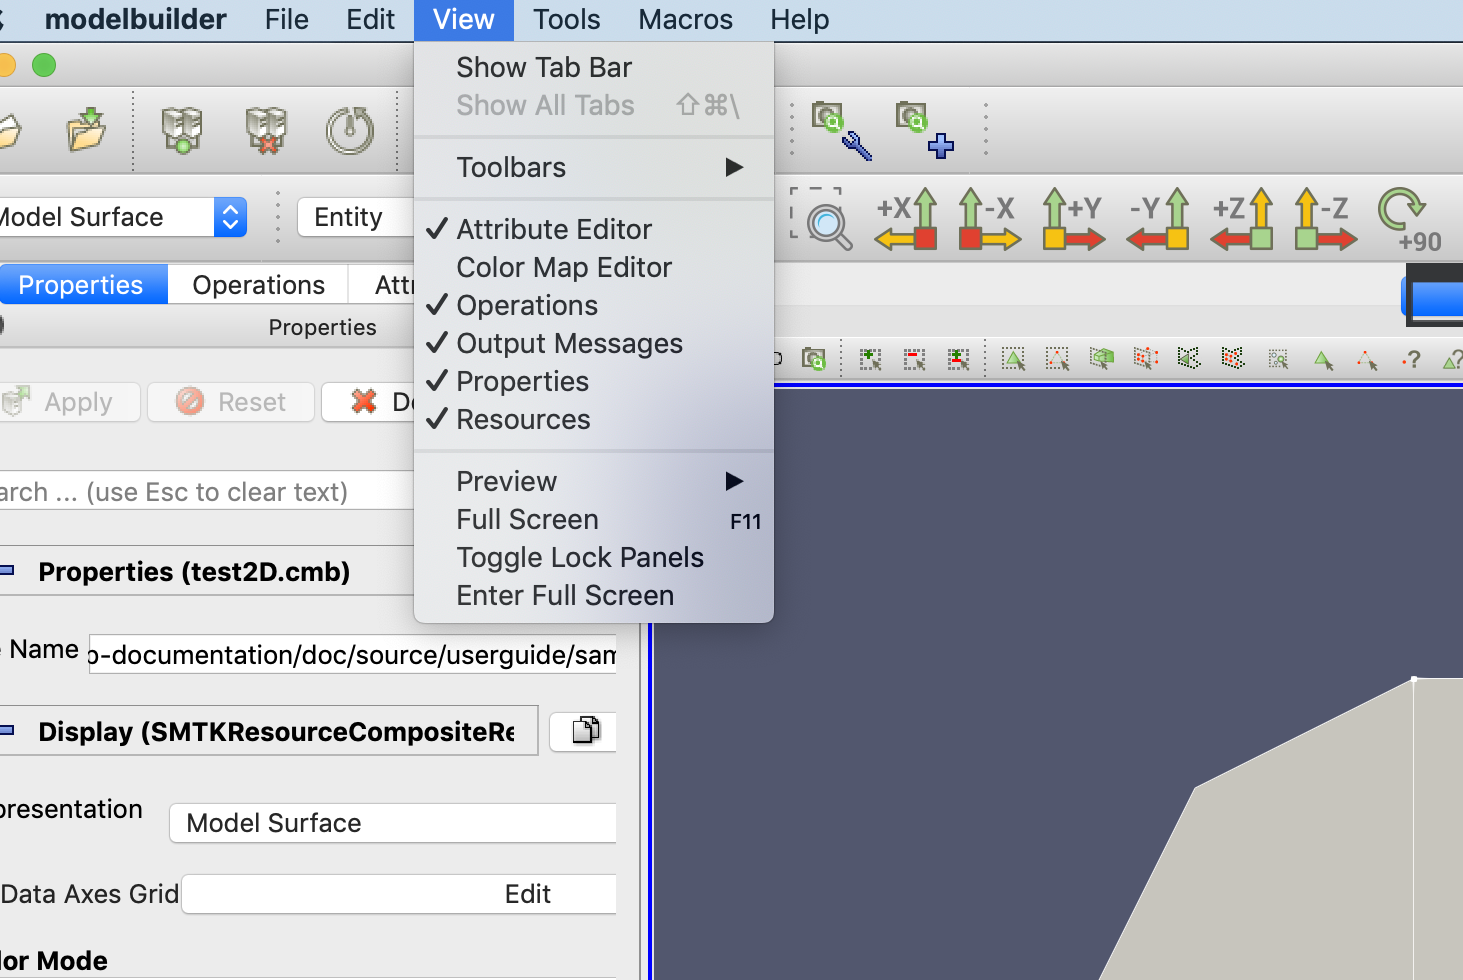 modelbuilder File Edit View Tools Macros Help
Show Tab Bar
Show All Tabs ⇧⌘\
Toolbars
Model Surface
Entity
+X -X +Y -Y +Z -Z +90
✓ Attribute Editor
Color Map Editor
✓ Operations
✓ Output Messages
✓ Properties
✓ Resources
Properties Operations Attr
Properties
Apply Reset De
Preview
Full Screen F11
Toggle Lock Panels
Enter Full Screen
arch ... (use Esc to clear text)
Properties (test2D.cmb)
Name
-documentation/doc/source/userguide/sam
Display (SMTKResourceCompositeRe
presentation
Model Surface
Data Axes Grid
Edit
lor Mode